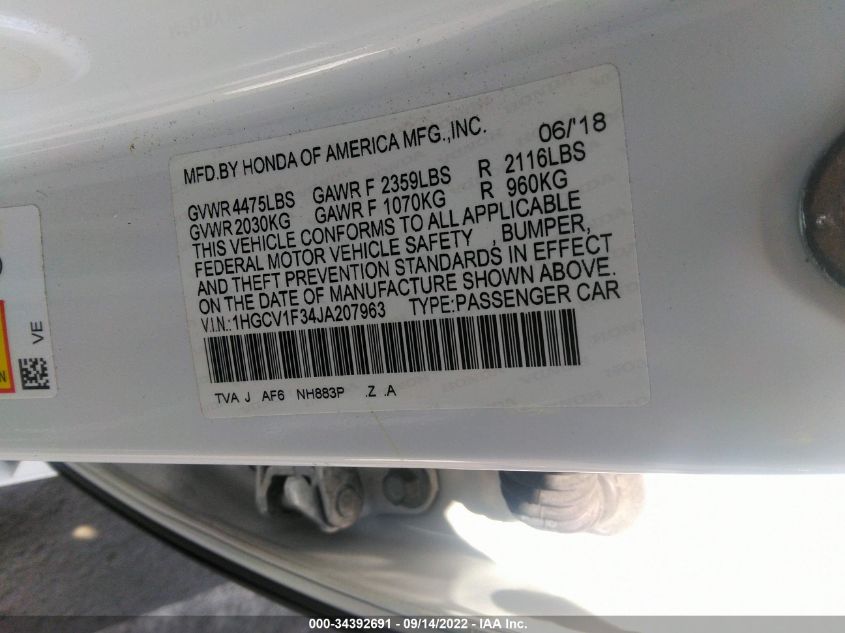 MFD.BY HONDA OF AMERICA MFG.,INC. 06/'18
GVWR 4475LBS GAWR F 2359LBS R 2116LBS
GVWR 2030KG GAWR F 1070KG R 960KG
THIS VEHICLE CONFORMS TO ALL APPLICABLE
FEDERAL MOTOR VEHICLE SAFETY , BUMPER,
AND THEFT PREVENTION STANDARDS IN EFFECT
ON THE DATE OF MANUFACTURE SHOWN ABOVE.
V.I.N.:1HGCV1F34JA207963 TYPE:PASSENGER CAR
TVA J AF6 NH883P .Z .A
VE
000-34392691 - 09/14/2022 - IAA Inc.